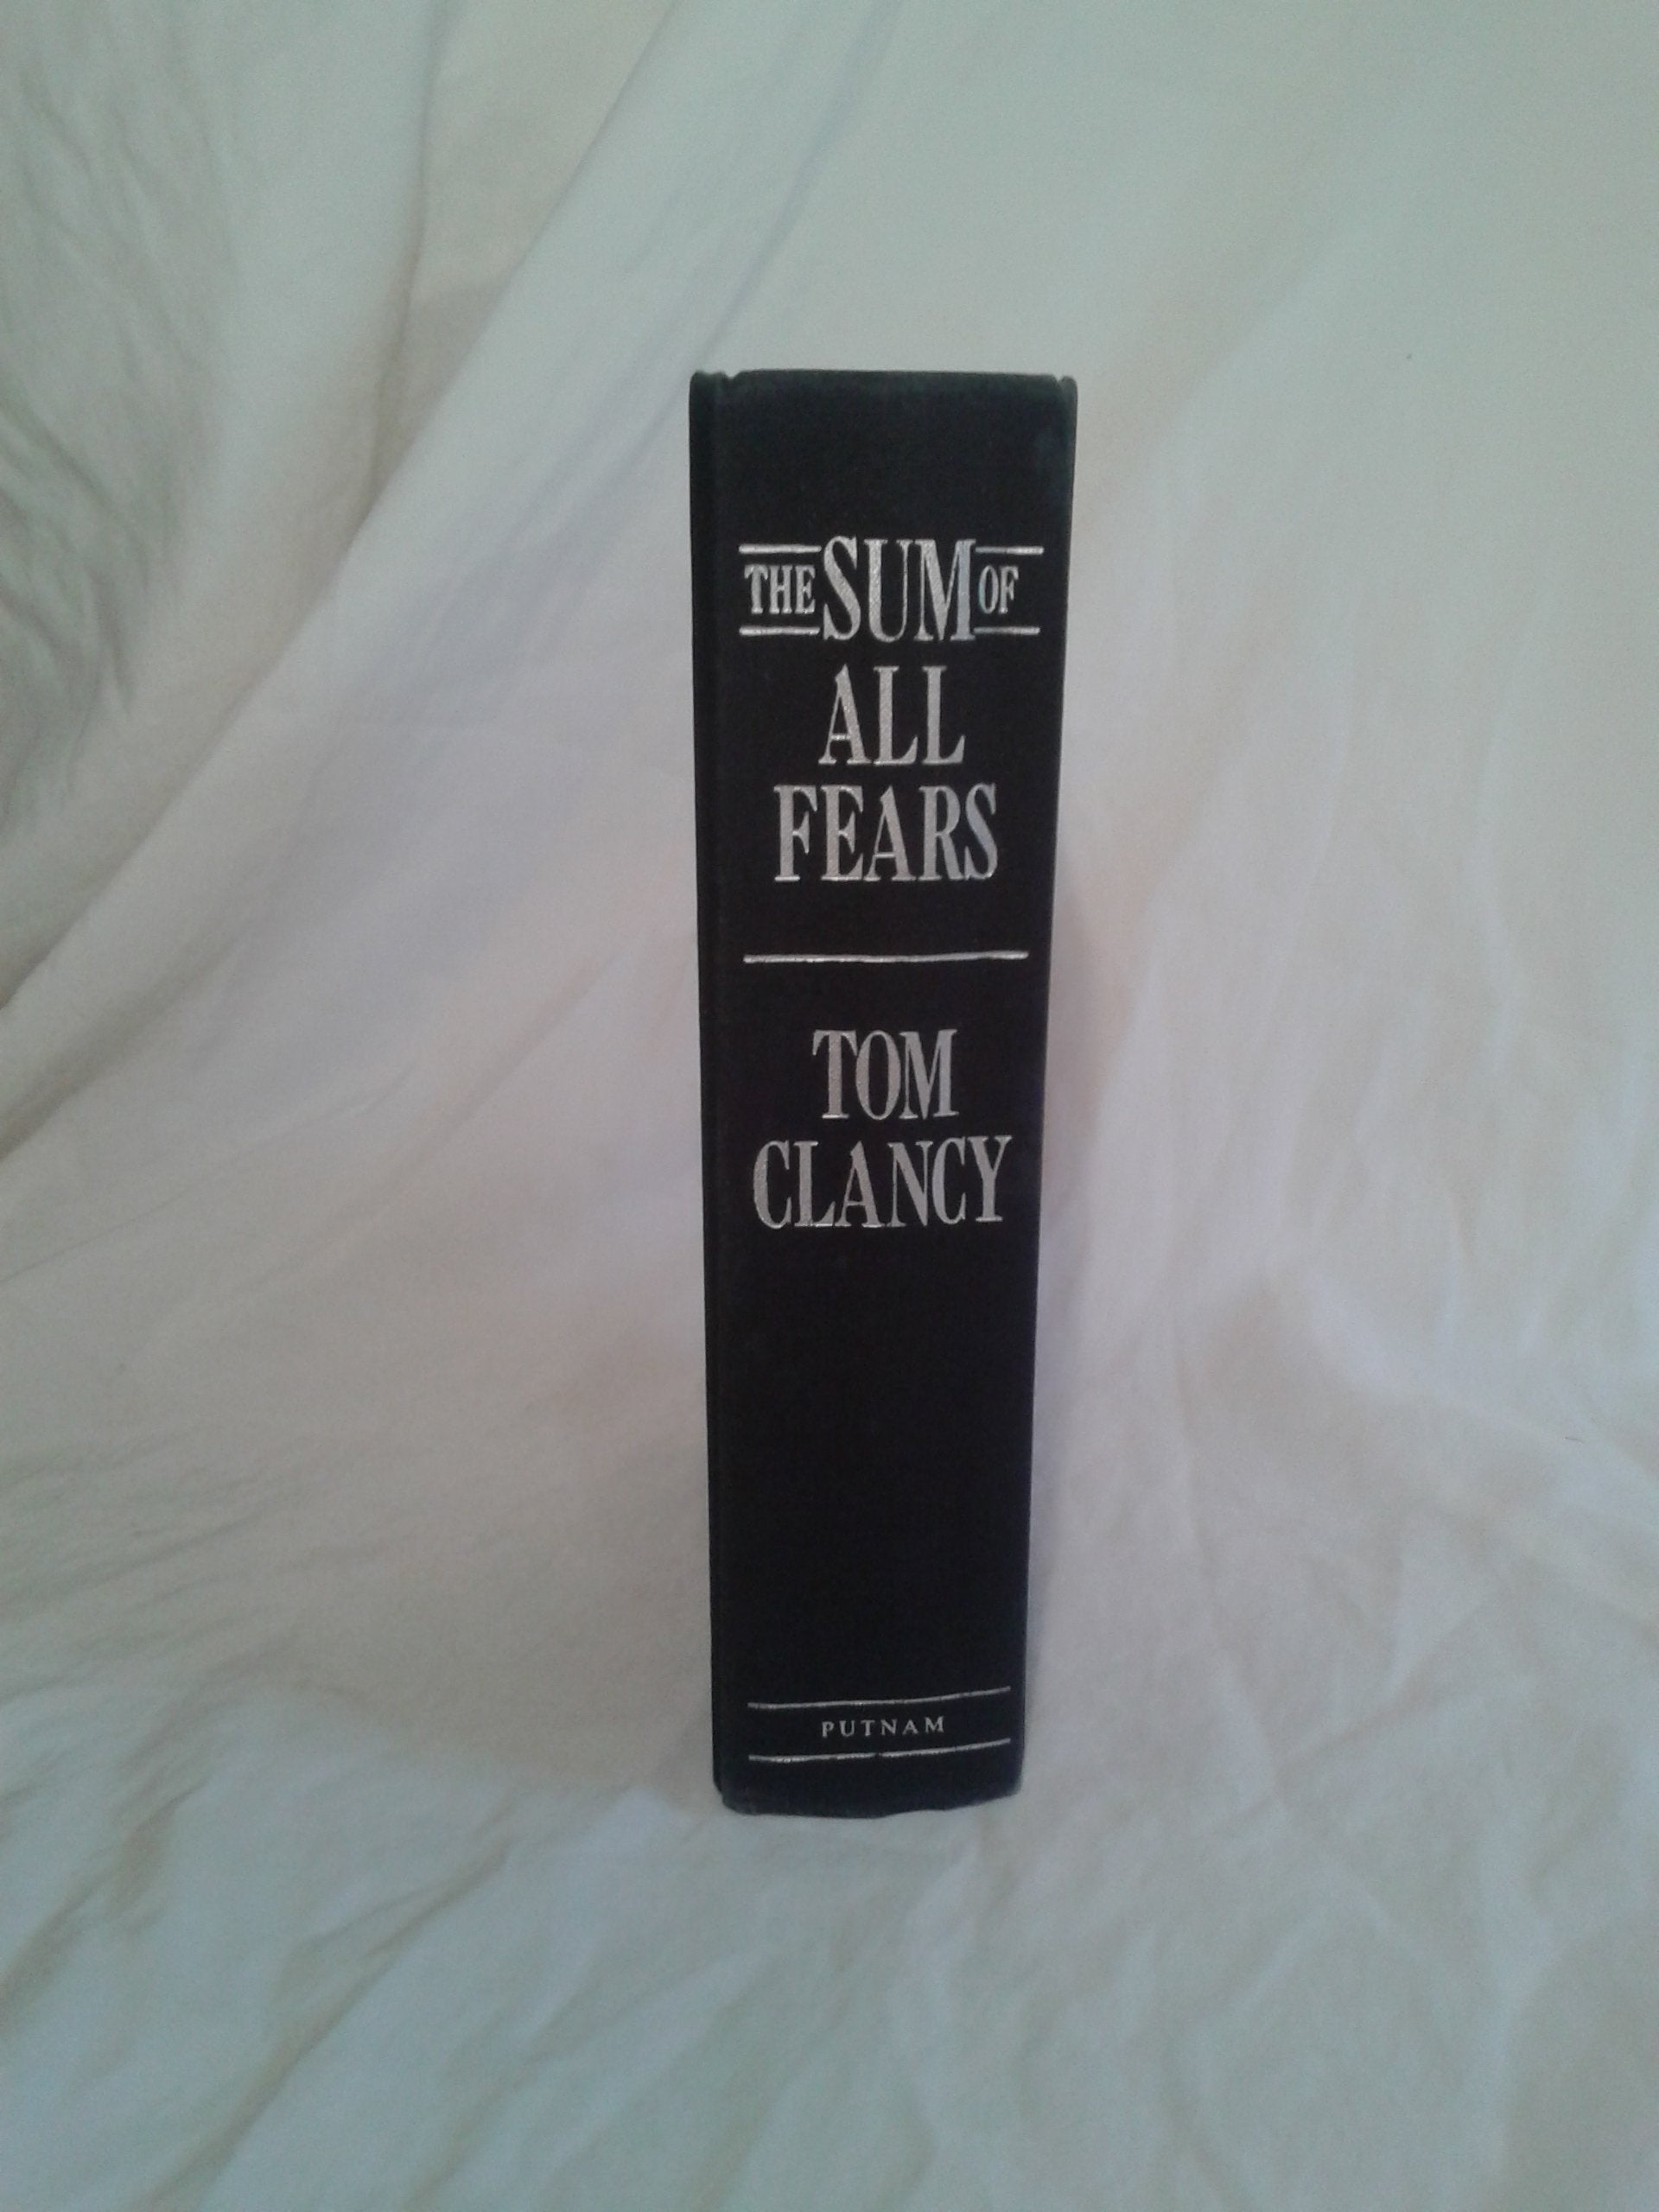 THE SUM OF
ALL
FEARS
TOM
CLANCY
PUTNAM